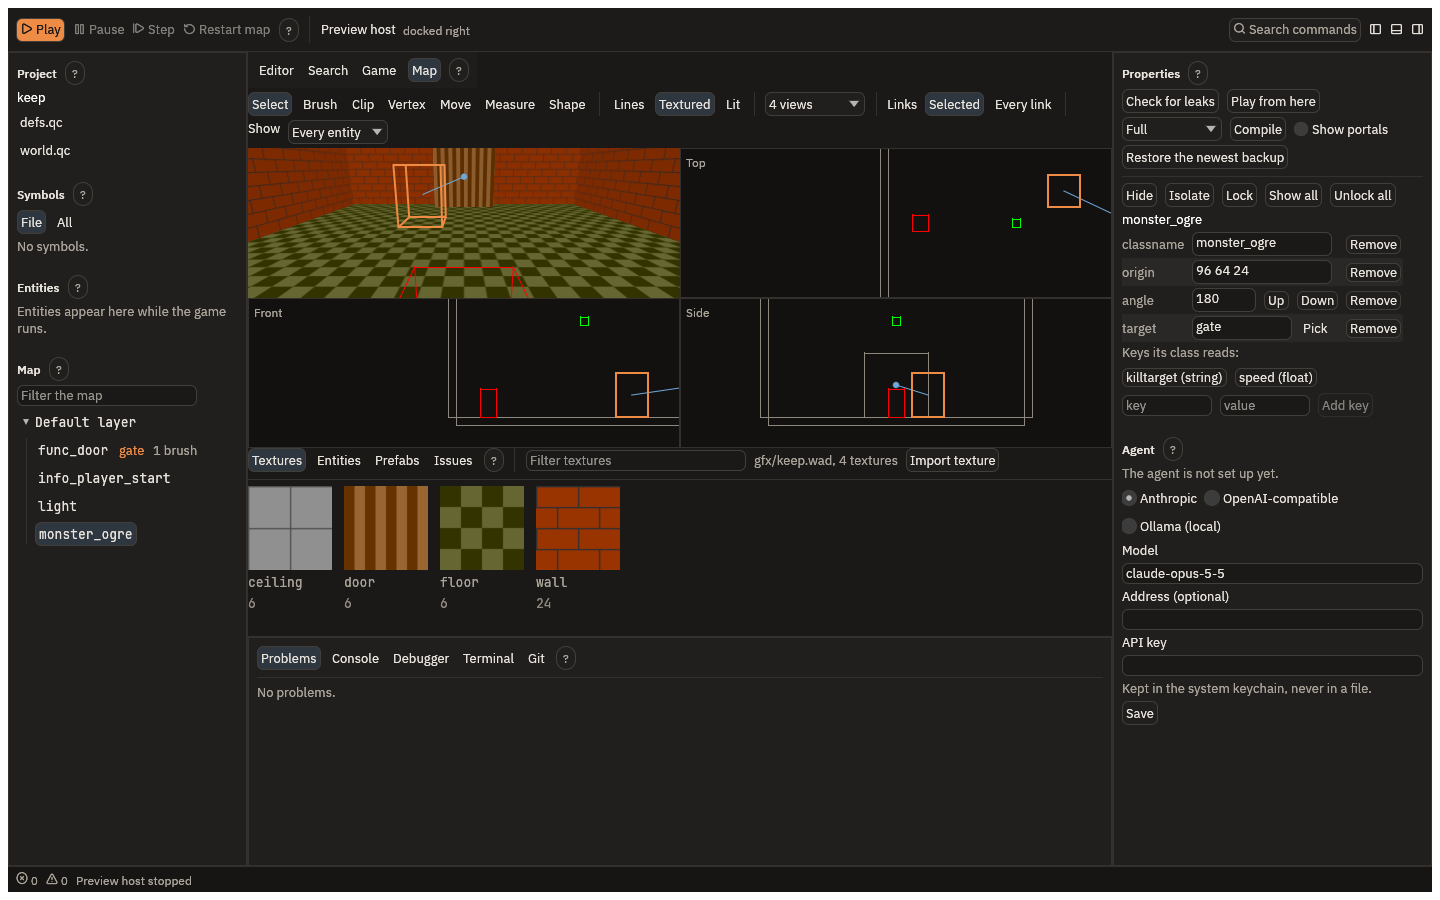 Play Pause Step Restart map ? Preview host docked right Search commands
Project ?
keep
defs.qc
world.qc
Symbols ?
File All
No symbols.
Entities ?
Entities appear here while the game
runs.
Map ?
Filter the map
Default layer
func_door gate 1 brush
info_player_start
light
monster_ogre
Editor Search Game Map ?
Select Brush Clip Vertex Move Measure Shape Lines Textured Lit 4 views Links Selected Every link
Show Every entity
Top
Front
Side
Textures Entities Prefabs Issues ? Filter textures gfx/keep.wad, 4 textures Import texture
ceiling door floor wall
6 6 6 24
Problems Console Debugger Terminal Git ?
No problems.
Properties ?
Check for leaks Play from here
Full Compile Show portals
Restore the newest backup
Hide Isolate Lock Show all Unlock all
monster_ogre
classname monster_ogre Remove
origin 96 64 24 Remove
angle 180 Up Down Remove
target gate Pick Remove
Keys its class reads:
killtarget (string) speed (float)
key value Add key
Agent ?
The agent is not set up yet.
Anthropic OpenAI-compatible
Ollama (local)
Model
claude-opus-5-5
Address (optional)
API key
Kept in the system keychain, never in a file.
Save
0 0 Preview host stopped